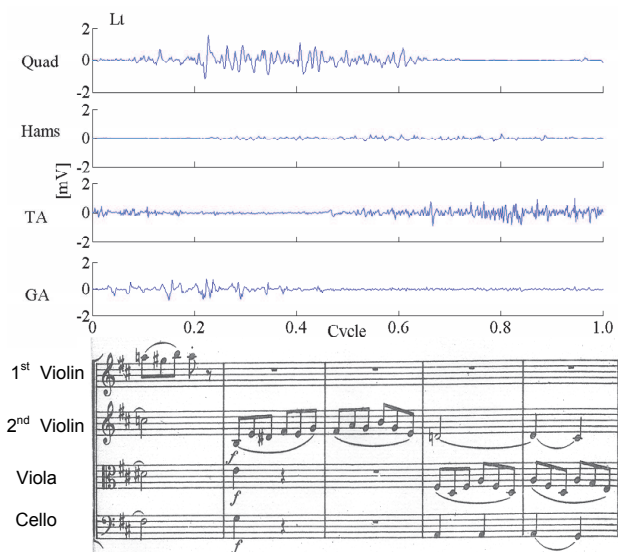 Lt
2
Quad 0
-2
2
Hams 0
-2
[mV]
2
TA 0
-2
2
GA 0
-2
0 0.2 0.4 0.6 0.8 1.0
Cycle
1st Violin
2nd Violin
f
Viola
f
Cello
f